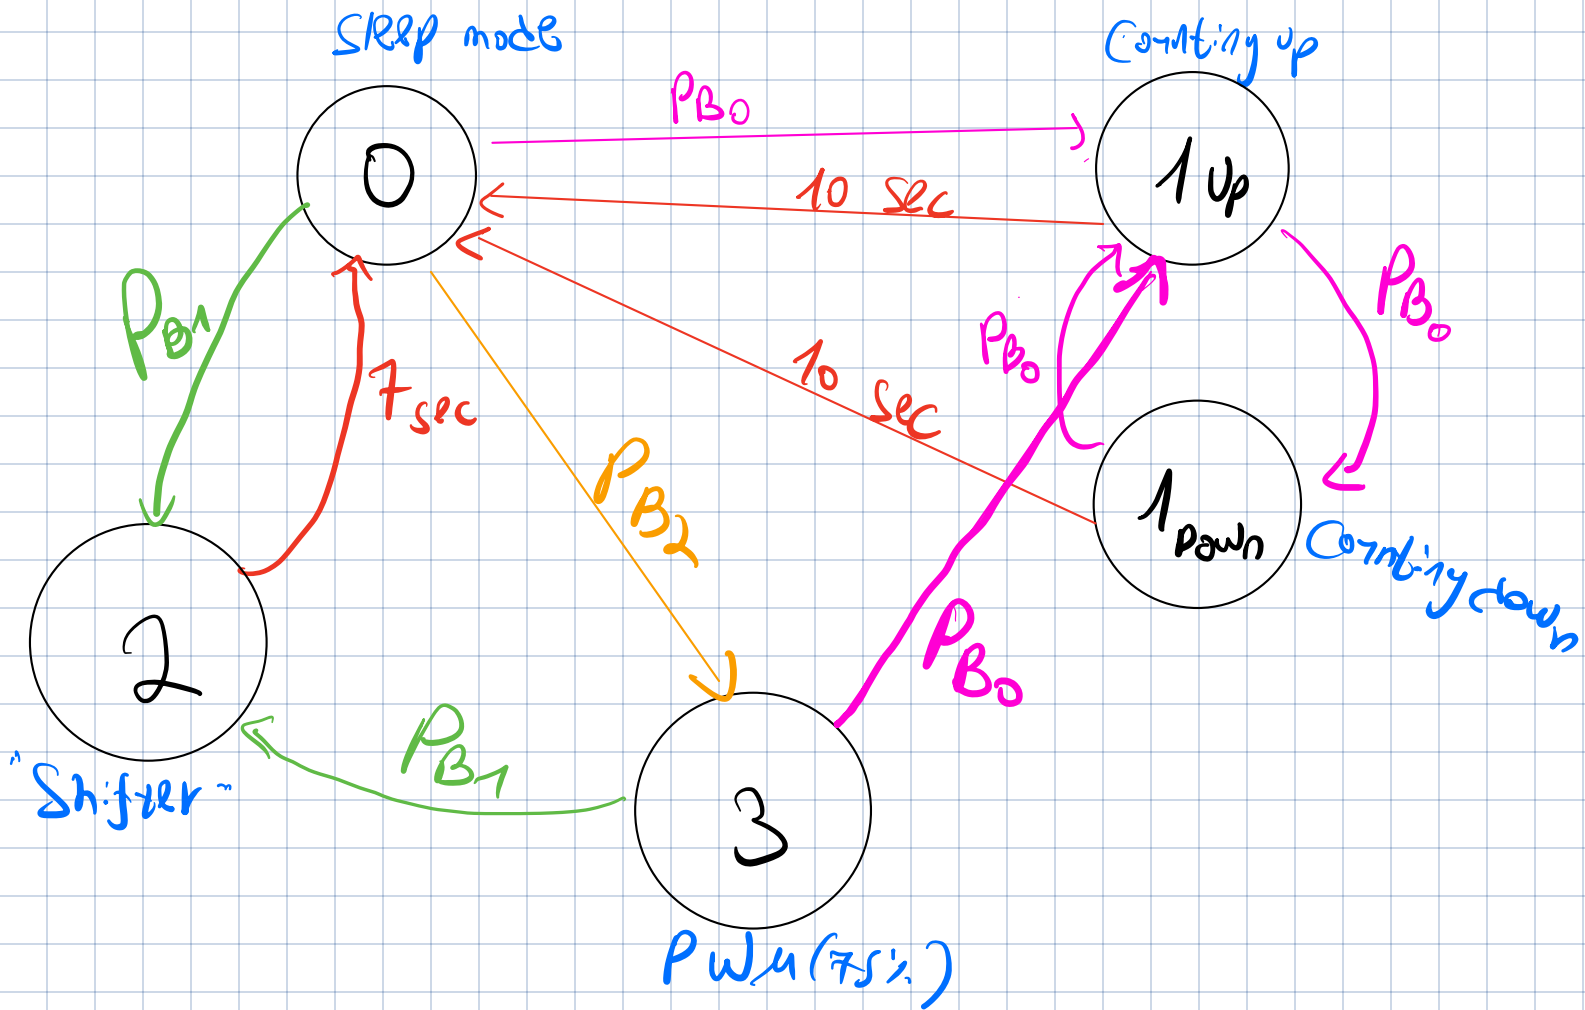 Sleep mode
Counting up
PB0
0
1 Up
10 sec
PB1
PB0
PB0
7 sec
10 sec
PB2
1 Down
Counting down
2
PB0
PB1
"Shifter"
3
PWM (75%)